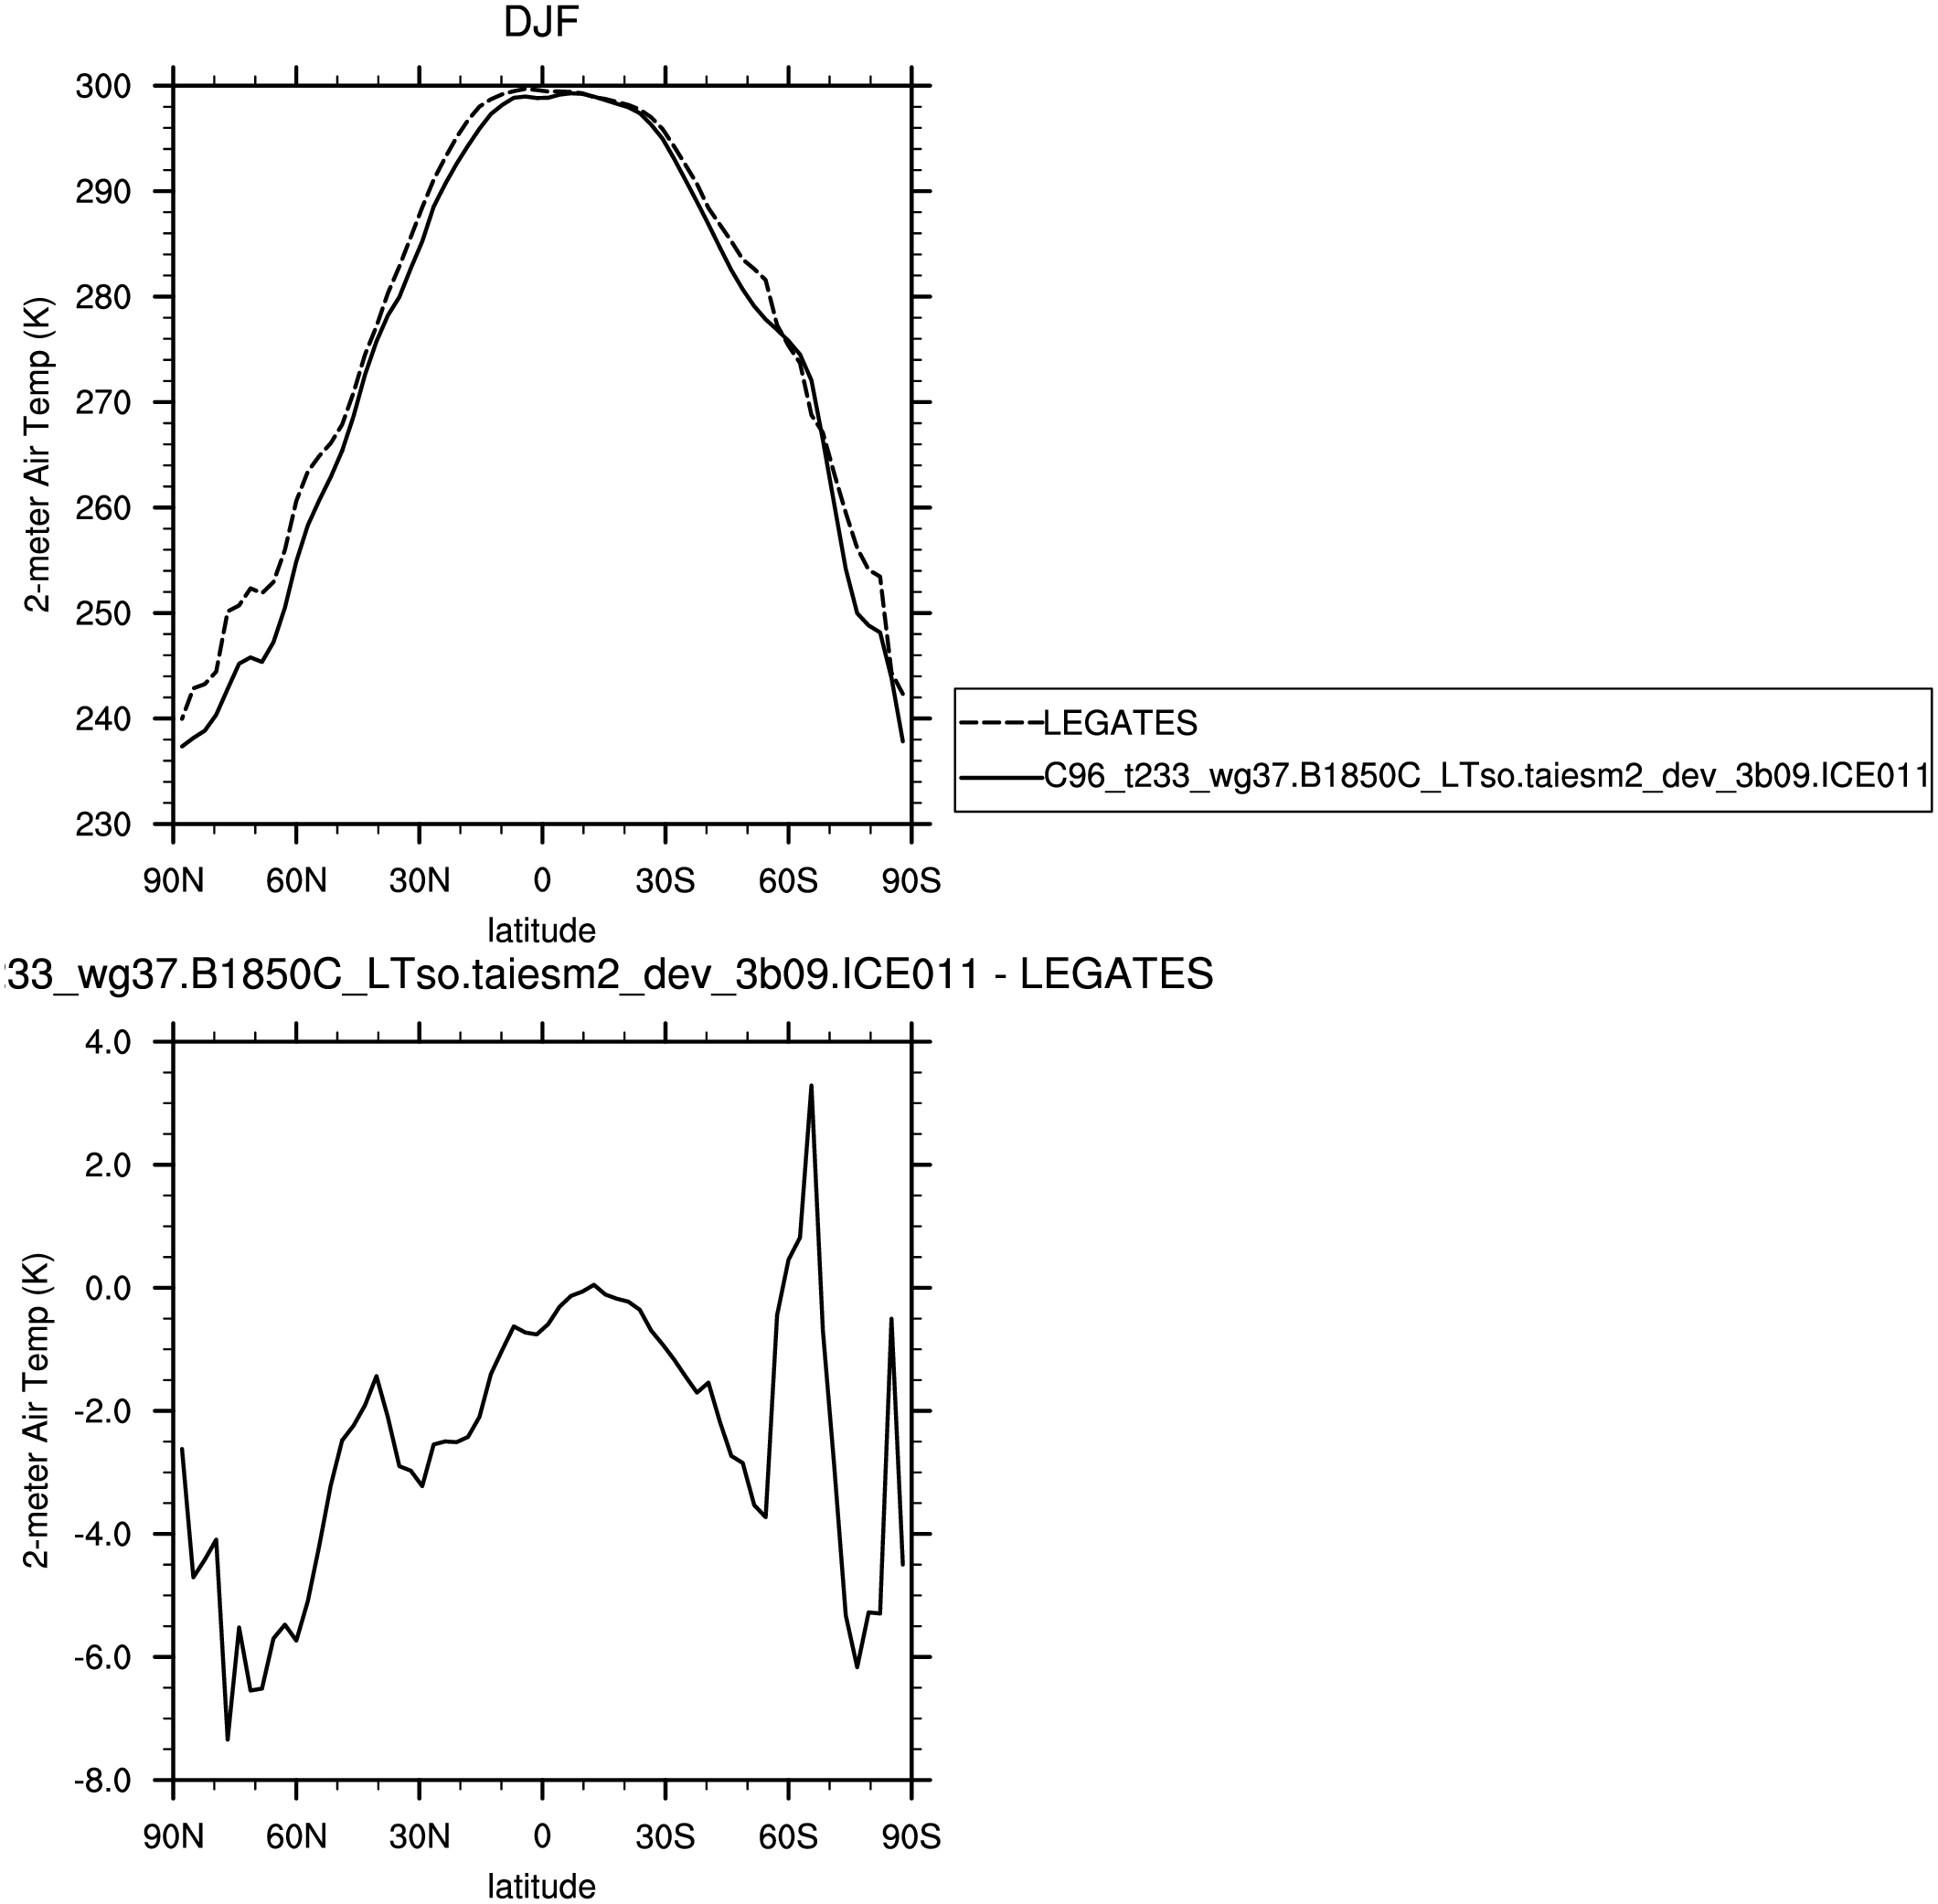 DJF
300
290
280
270
260
250
240
230
2-meter Air Temp (K)
90N 60N 30N 0 30S 60S 90S
latitude
LEGATES
C96_t233_wg37.B1850C_LTso.taiesm2_dev_3b09.ICE011
33_wg37.B1850C_LTso.taiesm2_dev_3b09.ICE011 - LEGATES
4.0
2.0
0.0
-2.0
-4.0
-6.0
-8.0
2-meter Air Temp (K)
90N 60N 30N 0 30S 60S 90S
latitude